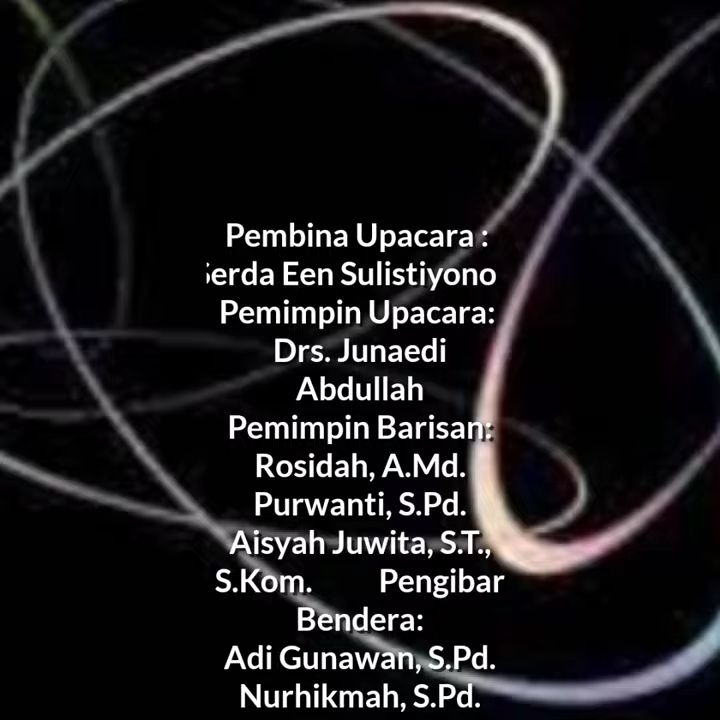 Pembina Upacara :
Serda Een Sulistiyono
Pemimpin Upacara:
Drs. Junaedi
Abdullah
Pemimpin Barisan:
Rosidah, A.Md.
Purwanti, S.Pd.
Aisyah Juwita, S.T.,
S.Kom. Pengibar
Bendera:
Adi Gunawan, S.Pd.
Nurhikmah, S.Pd.